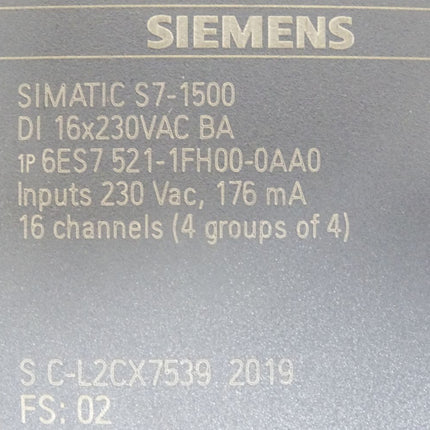 SIEMENS
SIMATIC S7-1500
DI 16x230VAC BA
1P 6ES7 521-1FH00-0AA0
Inputs 230 Vac, 176 mA
16 channels (4 groups of 4)
S C-L2CX7539 2019
FS: 02